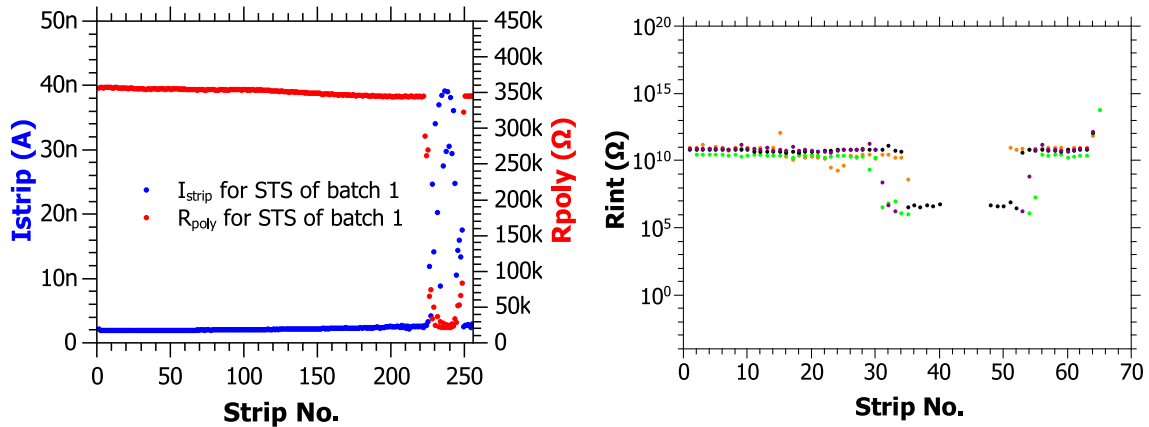 50n
40n
30n
20n
10n
0
Istrip (A)
450k
400k
350k
300k
250k
200k
150k
100k
50k
0
Rpoly (Ω)
I_strip for STS of batch 1
R_poly for STS of batch 1
0 50 100 150 200 250
Strip No.
10^20
10^15
10^10
10^5
10^0
Rint (Ω)
0 10 20 30 40 50 60 70
Strip No.